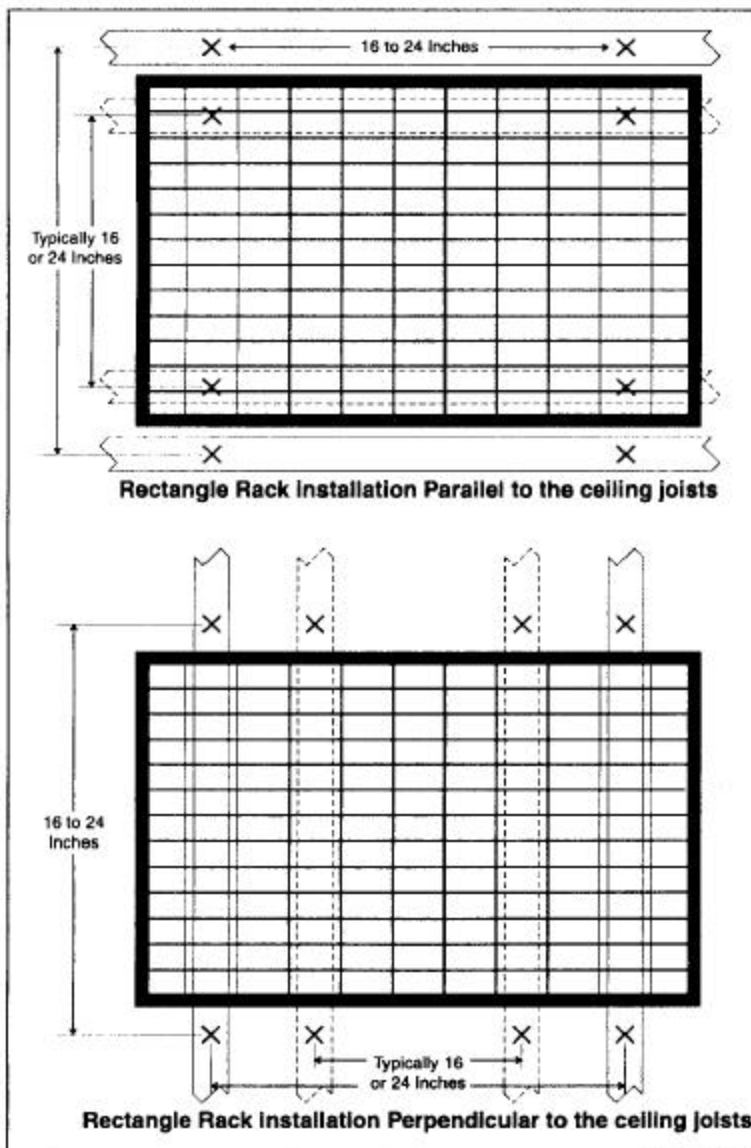 16 to 24 Inches
Typically 16
or 24 Inches
Rectangle Rack Installation Parallel to the ceiling joists
16 to 24
Inches
Typically 16
or 24 Inches
Rectangle Rack Installation Perpendicular to the ceiling joists